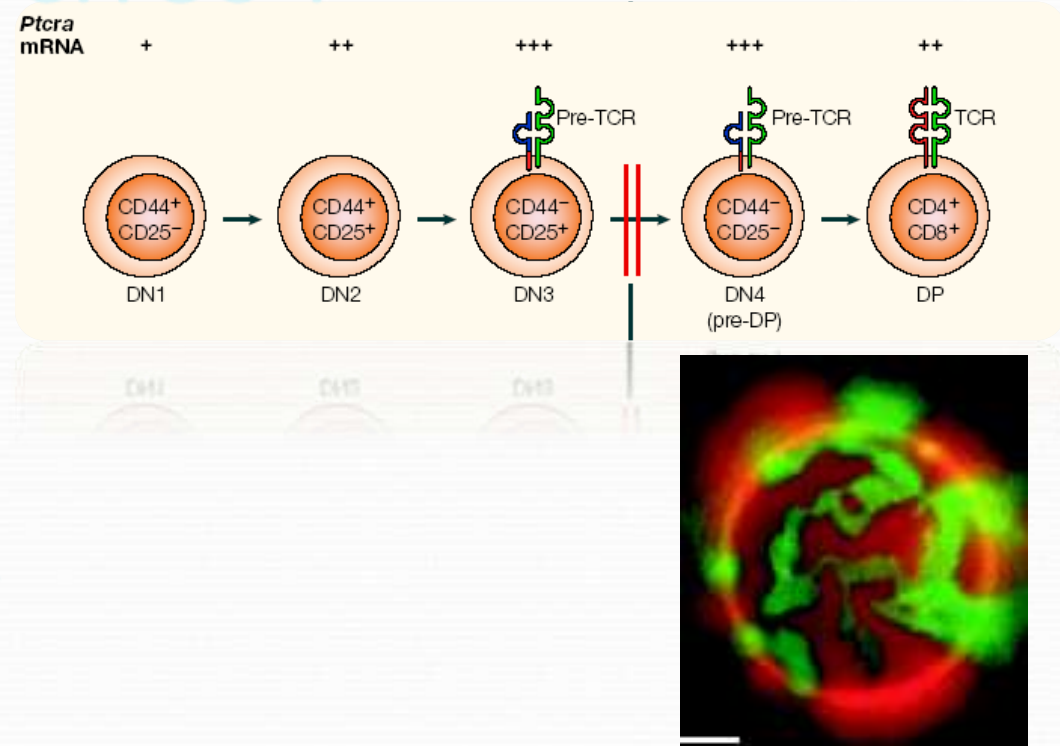 Ptcra
mRNA + ++ +++ +++ ++
Pre-TCR Pre-TCR TCR
CD44+ CD44+ CD44− CD44− CD4+
CD25− CD25+ CD25+ CD25− CD8+
DN1 DN2 DN3 DN4 DP
(pre-DP)